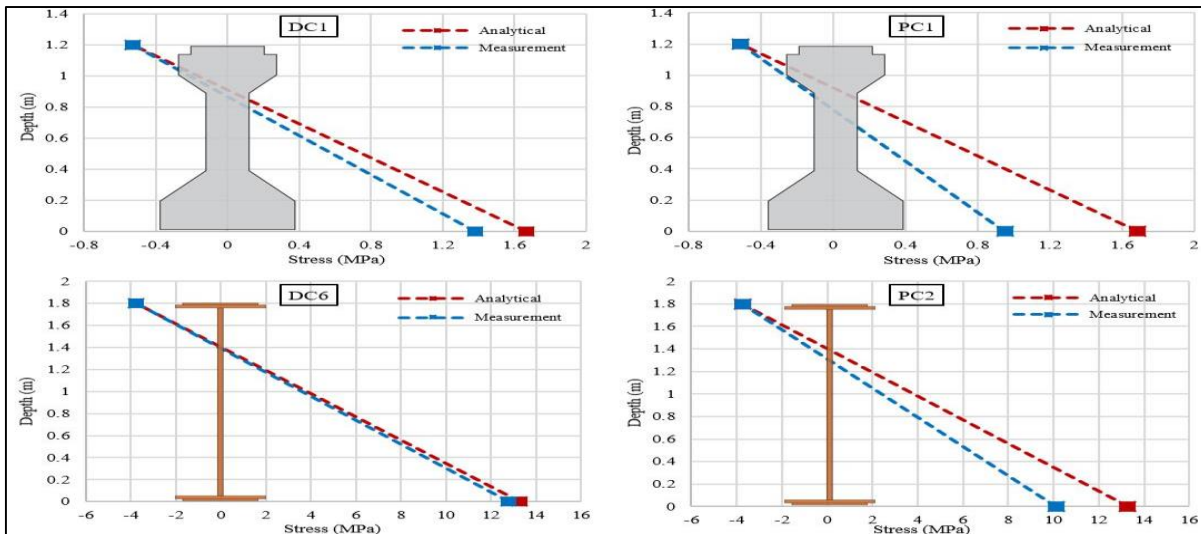 DC1
Analytical
Measurement
Depth (m)
1.4
1.2
1
0.8
0.6
0.4
0.2
0
-0.8 -0.4 0 0.4 0.8 1.2 1.6 2
Stress (MPa)
PC1
Analytical
Measurement
Depth (m)
1.4
1.2
1
0.8
0.6
0.4
0.2
0
-0.8 -0.4 0 0.4 0.8 1.2 1.6 2
Stress (MPa)
DC6
Analytical
Measurement
Depth (m)
2
1.8
1.6
1.4
1.2
1
0.8
0.6
0.4
0.2
0
-6 -4 -2 0 2 4 6 8 10 12 14 16
Stress (MPa)
PC2
Analytical
Measurement
Depth (m)
2
1.8
1.6
1.4
1.2
1
0.8
0.6
0.4
0.2
0
-6 -4 -2 0 2 4 6 8 10 12 14 16
Stress (MPa)